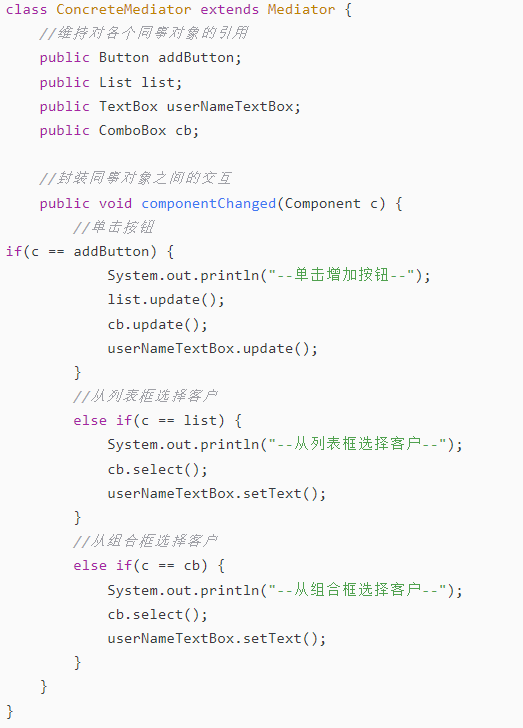 class ConcreteMediator extends Mediator {
    //维持对各个同事对象的引用
    public Button addButton;
    public List list;
    public TextBox userNameTextBox;
    public ComboBox cb;

    //封装同事对象之间的交互
    public void componentChanged(Component c) {
        //单击按钮
if(c == addButton) {
            System.out.println("--单击增加按钮--");
            list.update();
            cb.update();
            userNameTextBox.update();
        }
        //从列表框选择客户
        else if(c == list) {
            System.out.println("--从列表框选择客户--");
            cb.select();
            userNameTextBox.setText();
        }
        //从组合框选择客户
        else if(c == cb) {
            System.out.println("--从组合框选择客户--");
            cb.select();
            userNameTextBox.setText();
        }
    }
}